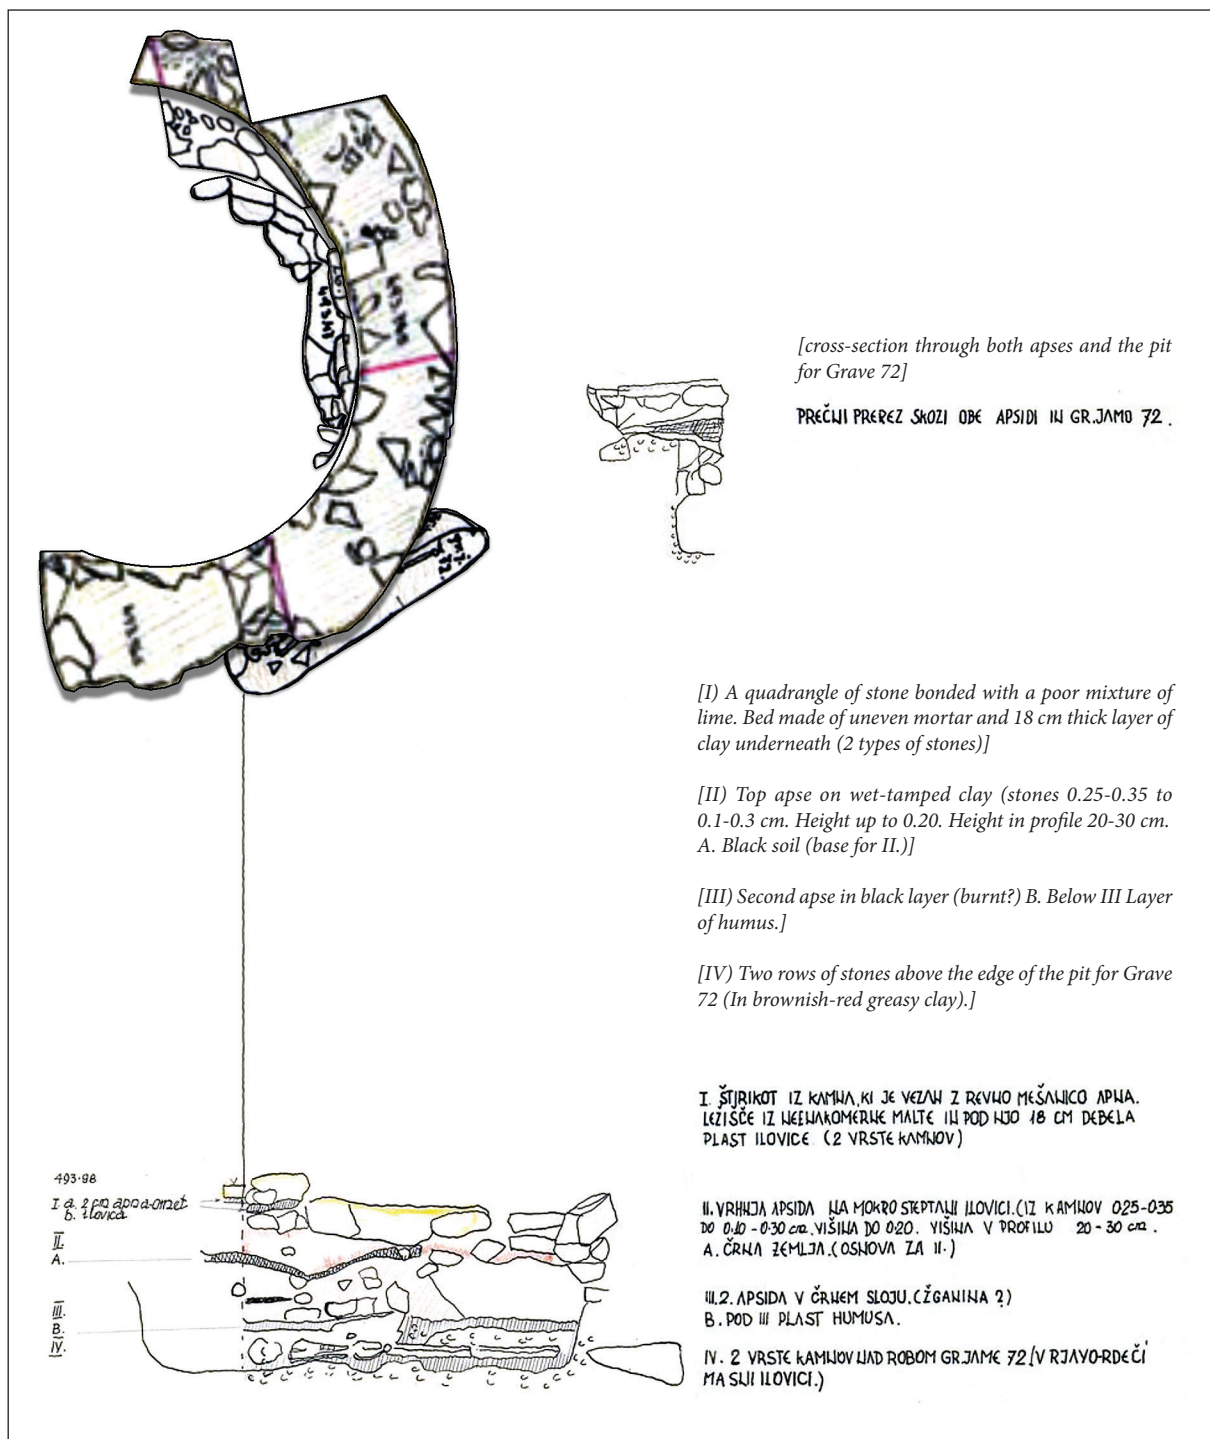 [cross-section through both apses and the pit
for Grave 72]
PREČNI PREREZ SKOZI OBE APSIDI IN GR.JAMO 72.
[I) A quadrangle of stone bonded with a poor mixture of
lime. Bed made of uneven mortar and 18 cm thick layer of
clay underneath (2 types of stones)]
[II) Top apse on wet-tamped clay (stones 0.25-0.35 to
0.1-0.3 cm. Height up to 0.20. Height in profile 20-30 cm.
A. Black soil (base for II.)]
[III) Second apse in black layer (burnt?) B. Below III Layer
of humus.]
[IV) Two rows of stones above the edge of the pit for Grave
72 (In brownish-red greasy clay).]
I. ŠTIRIKOT IZ KAMNA, KI JE VEZAN Z REVNO MEŠANICO APNA.
LEŽIŠČE IZ NEENAKOMERNE MALTE IN POD NJO 18 CM DEBELA
PLAST ILOVICE. (2 VRSTE KAMNOV)
II. VRHNJA APSIDA NA MOKRO STEPTANI ILOVICI.(IZ KAMNOV 025-035
DO 0.10 - 0.30 cm. VIŠINA DO 0.20. VIŠINA V PROFILU 20 - 30 cm.
A. ČRNA ZEMLJA.(OSNOVA ZA II.)
III.2. APSIDA V ČRNEM SLOJU.(ŽGANINA ?)
B. POD III PLAST HUMUSA.
IV. 2 VRSTE KAMNOV NAD ROBOM GR.JAME 72 (V RJAVO-RDEČI
MASTNI ILOVICI.)
493.98
I a. 2 cm apna-omet
b. ilovica
II.
A.
III.
B.
IV.